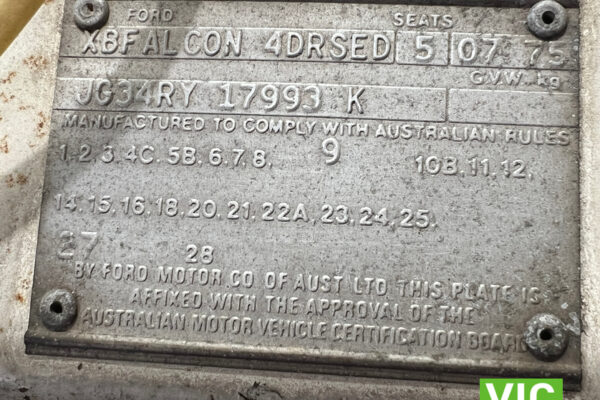 FORD SEATS
XBFALCON 4DRSED 5 07 75
G.V.W. kg
JG34RY 17993 K
MANUFACTURED TO COMPLY WITH AUSTRALIAN RULES
1, 2, 3, 4C, 5B, 6, 7, 8, 9 10B, 11, 12,
14, 15, 16, 18, 20, 21, 22A, 23, 24, 25.
27 28
BY FORD MOTOR CO OF AUST LTD THIS PLATE IS
AFFIXED WITH THE APPROVAL OF THE
AUSTRALIAN MOTOR VEHICLE CERTIFICATION BOARD
VIC